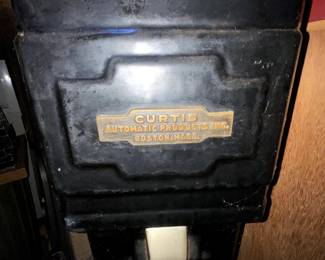 CURTIS
AUTOMATIC PRODUCTS INC.
BOSTON, MASS.